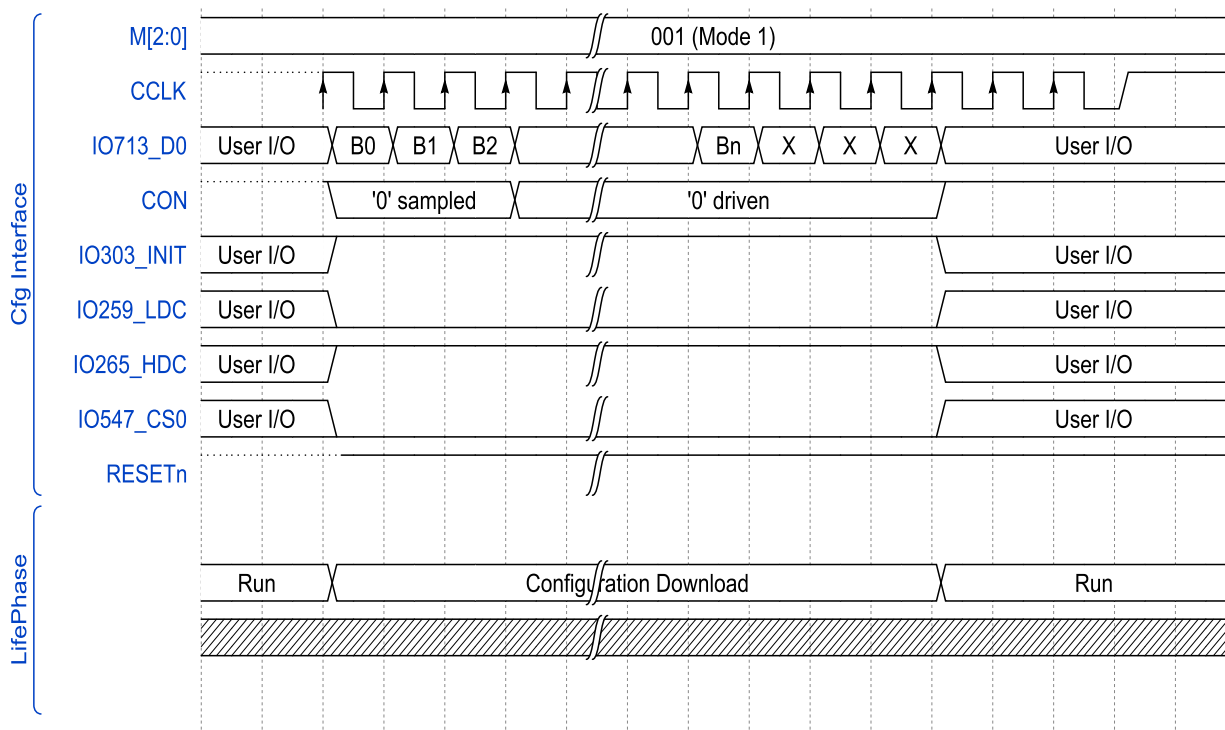 M[2:0] 001 (Mode 1)
CCLK
IO713_D0 User I/O B0 B1 B2 Bn X X X User I/O
CON '0' sampled '0' driven
IO303_INIT User I/O User I/O
IO259_LDC User I/O User I/O
IO265_HDC User I/O User I/O
IO547_CS0 User I/O User I/O
RESETn
Cfg Interface
Run Configuration Download Run
LifePhase